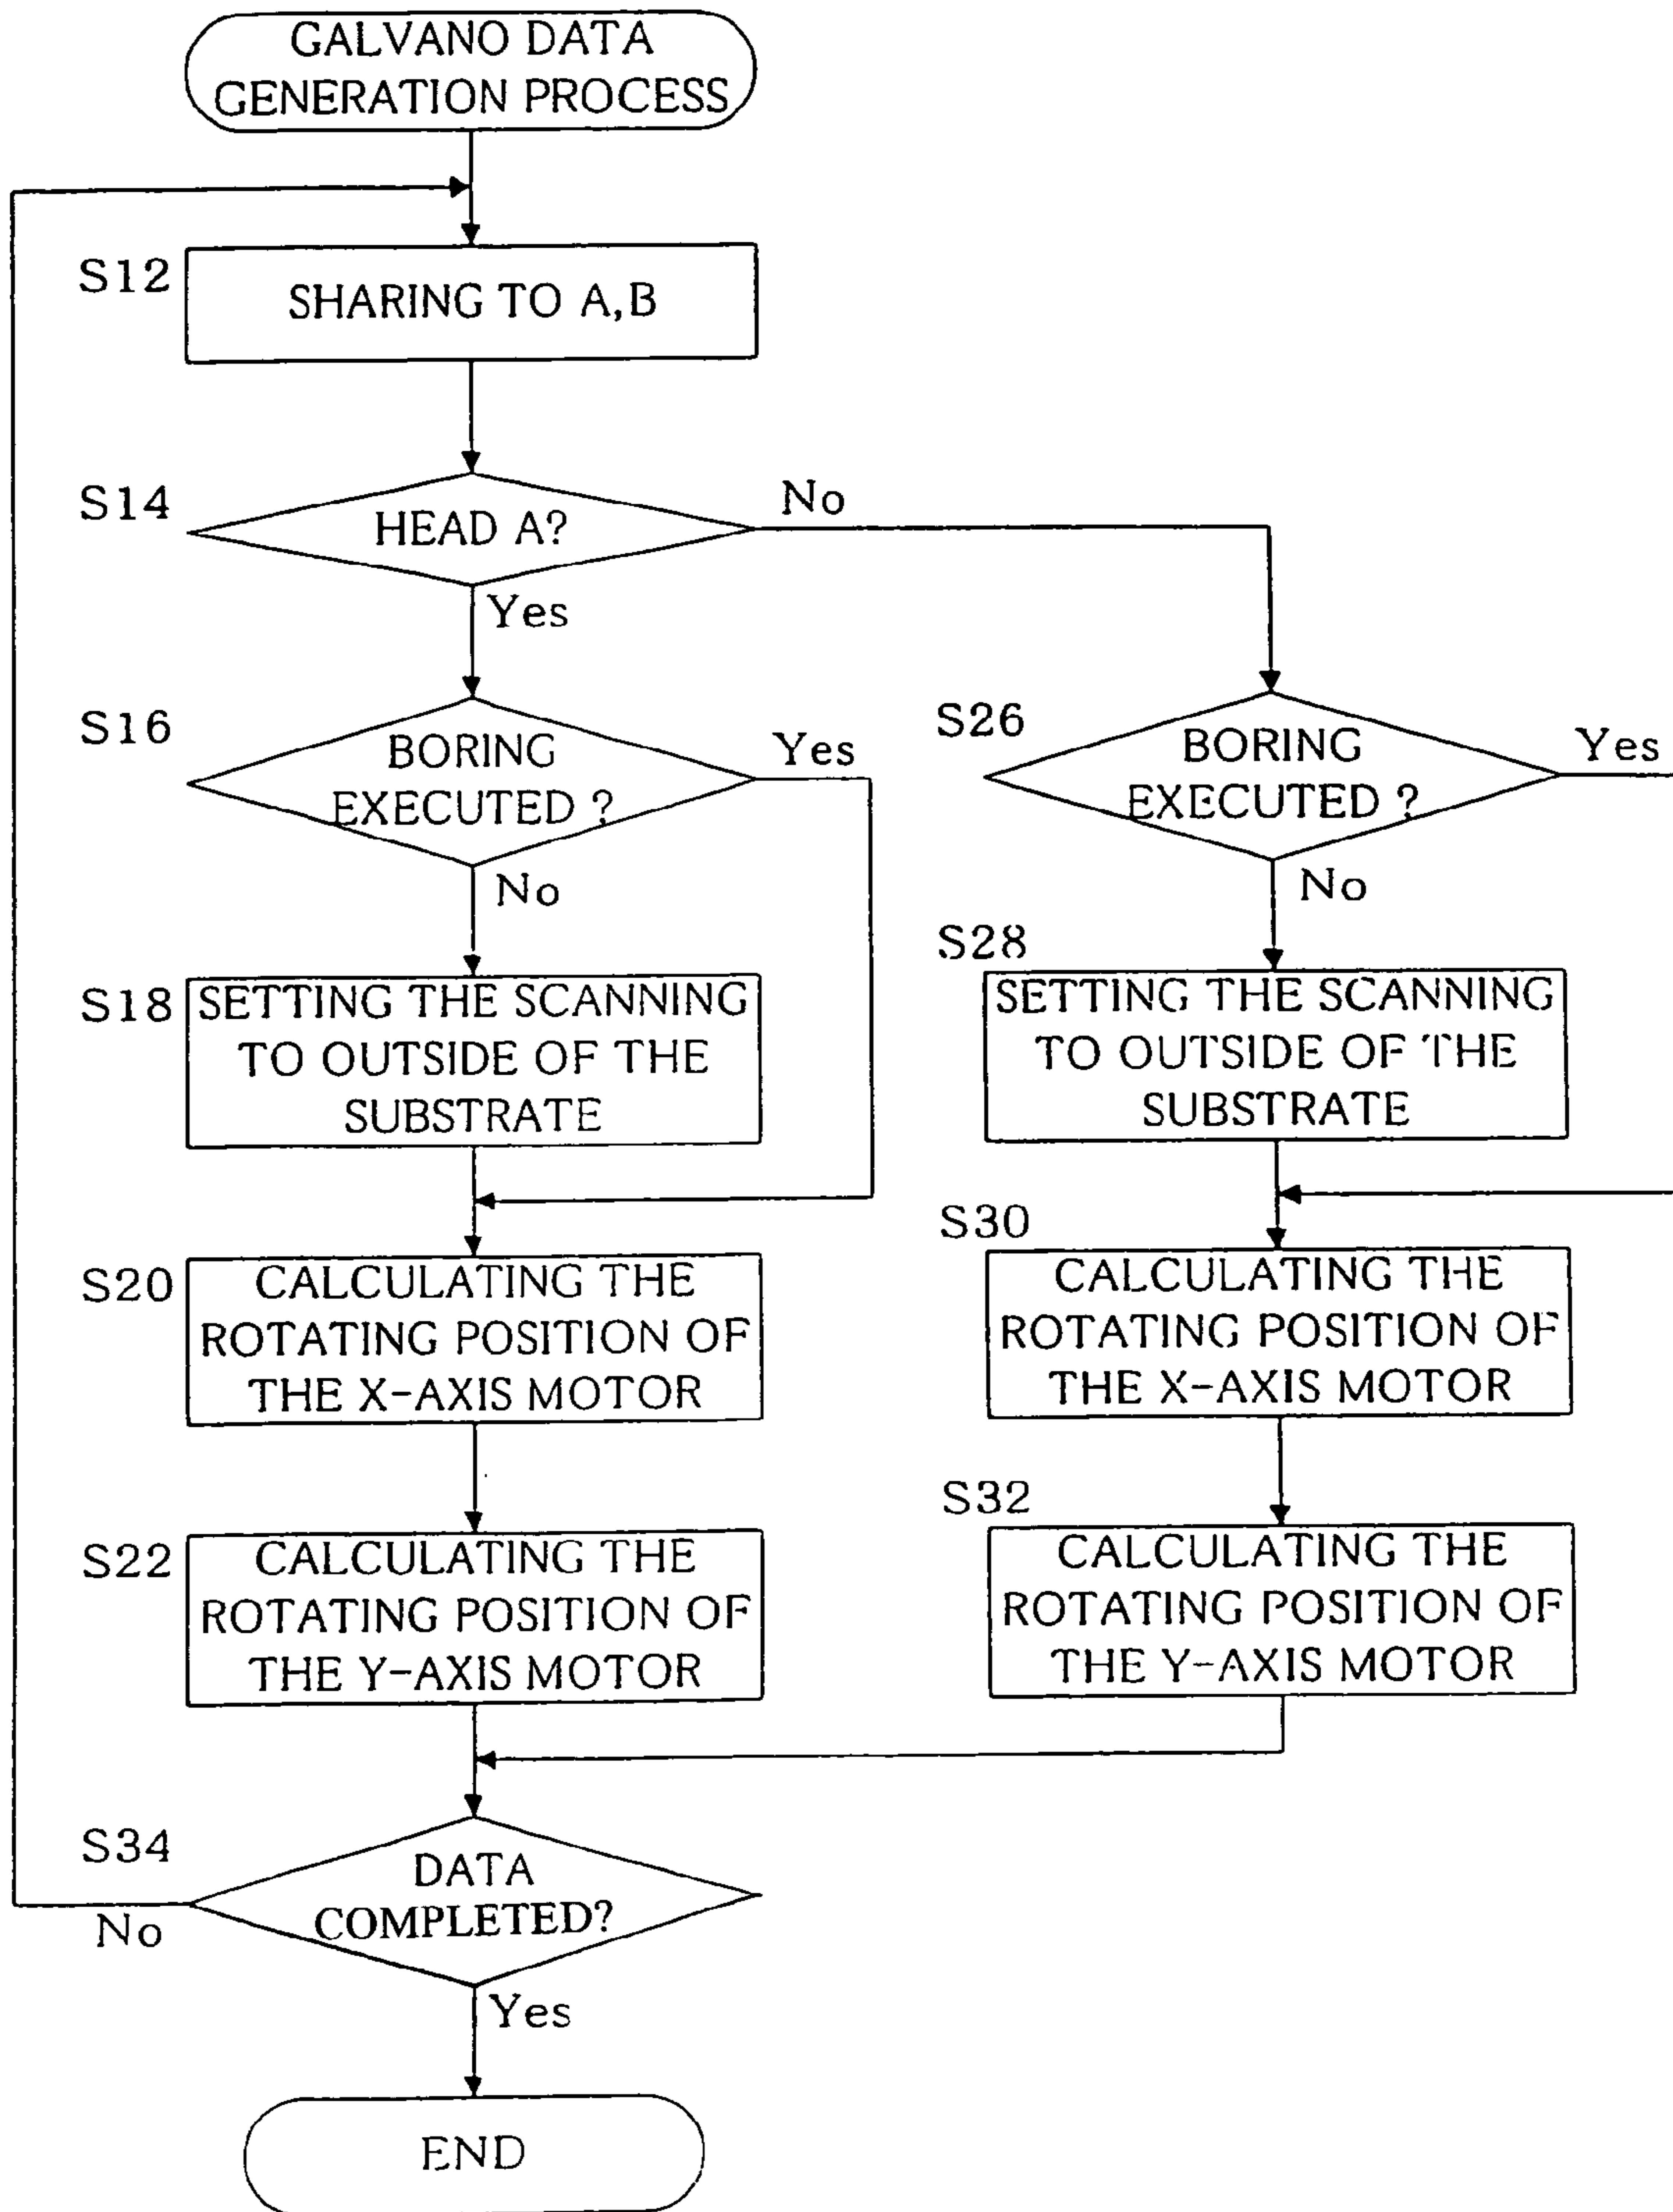 GALVANO DATA
GENERATION PROCESS
S12
SHARING TO A,B
S14
HEAD A?
No
Yes
S16
BORING
EXECUTED ?
Yes
No
S26
BORING
EXECUTED ?
Yes
No
S18
SETTING THE SCANNING
TO OUTSIDE OF THE
SUBSTRATE
S28
SETTING THE SCANNING
TO OUTSIDE OF THE
SUBSTRATE
S20
CALCULATING THE
ROTATING POSITION OF
THE X-AXIS MOTOR
S30
CALCULATING THE
ROTATING POSITION OF
THE X-AXIS MOTOR
S22
CALCULATING THE
ROTATING POSITION OF
THE Y-AXIS MOTOR
S32
CALCULATING THE
ROTATING POSITION OF
THE Y-AXIS MOTOR
S34
DATA
COMPLETED?
No
Yes
END